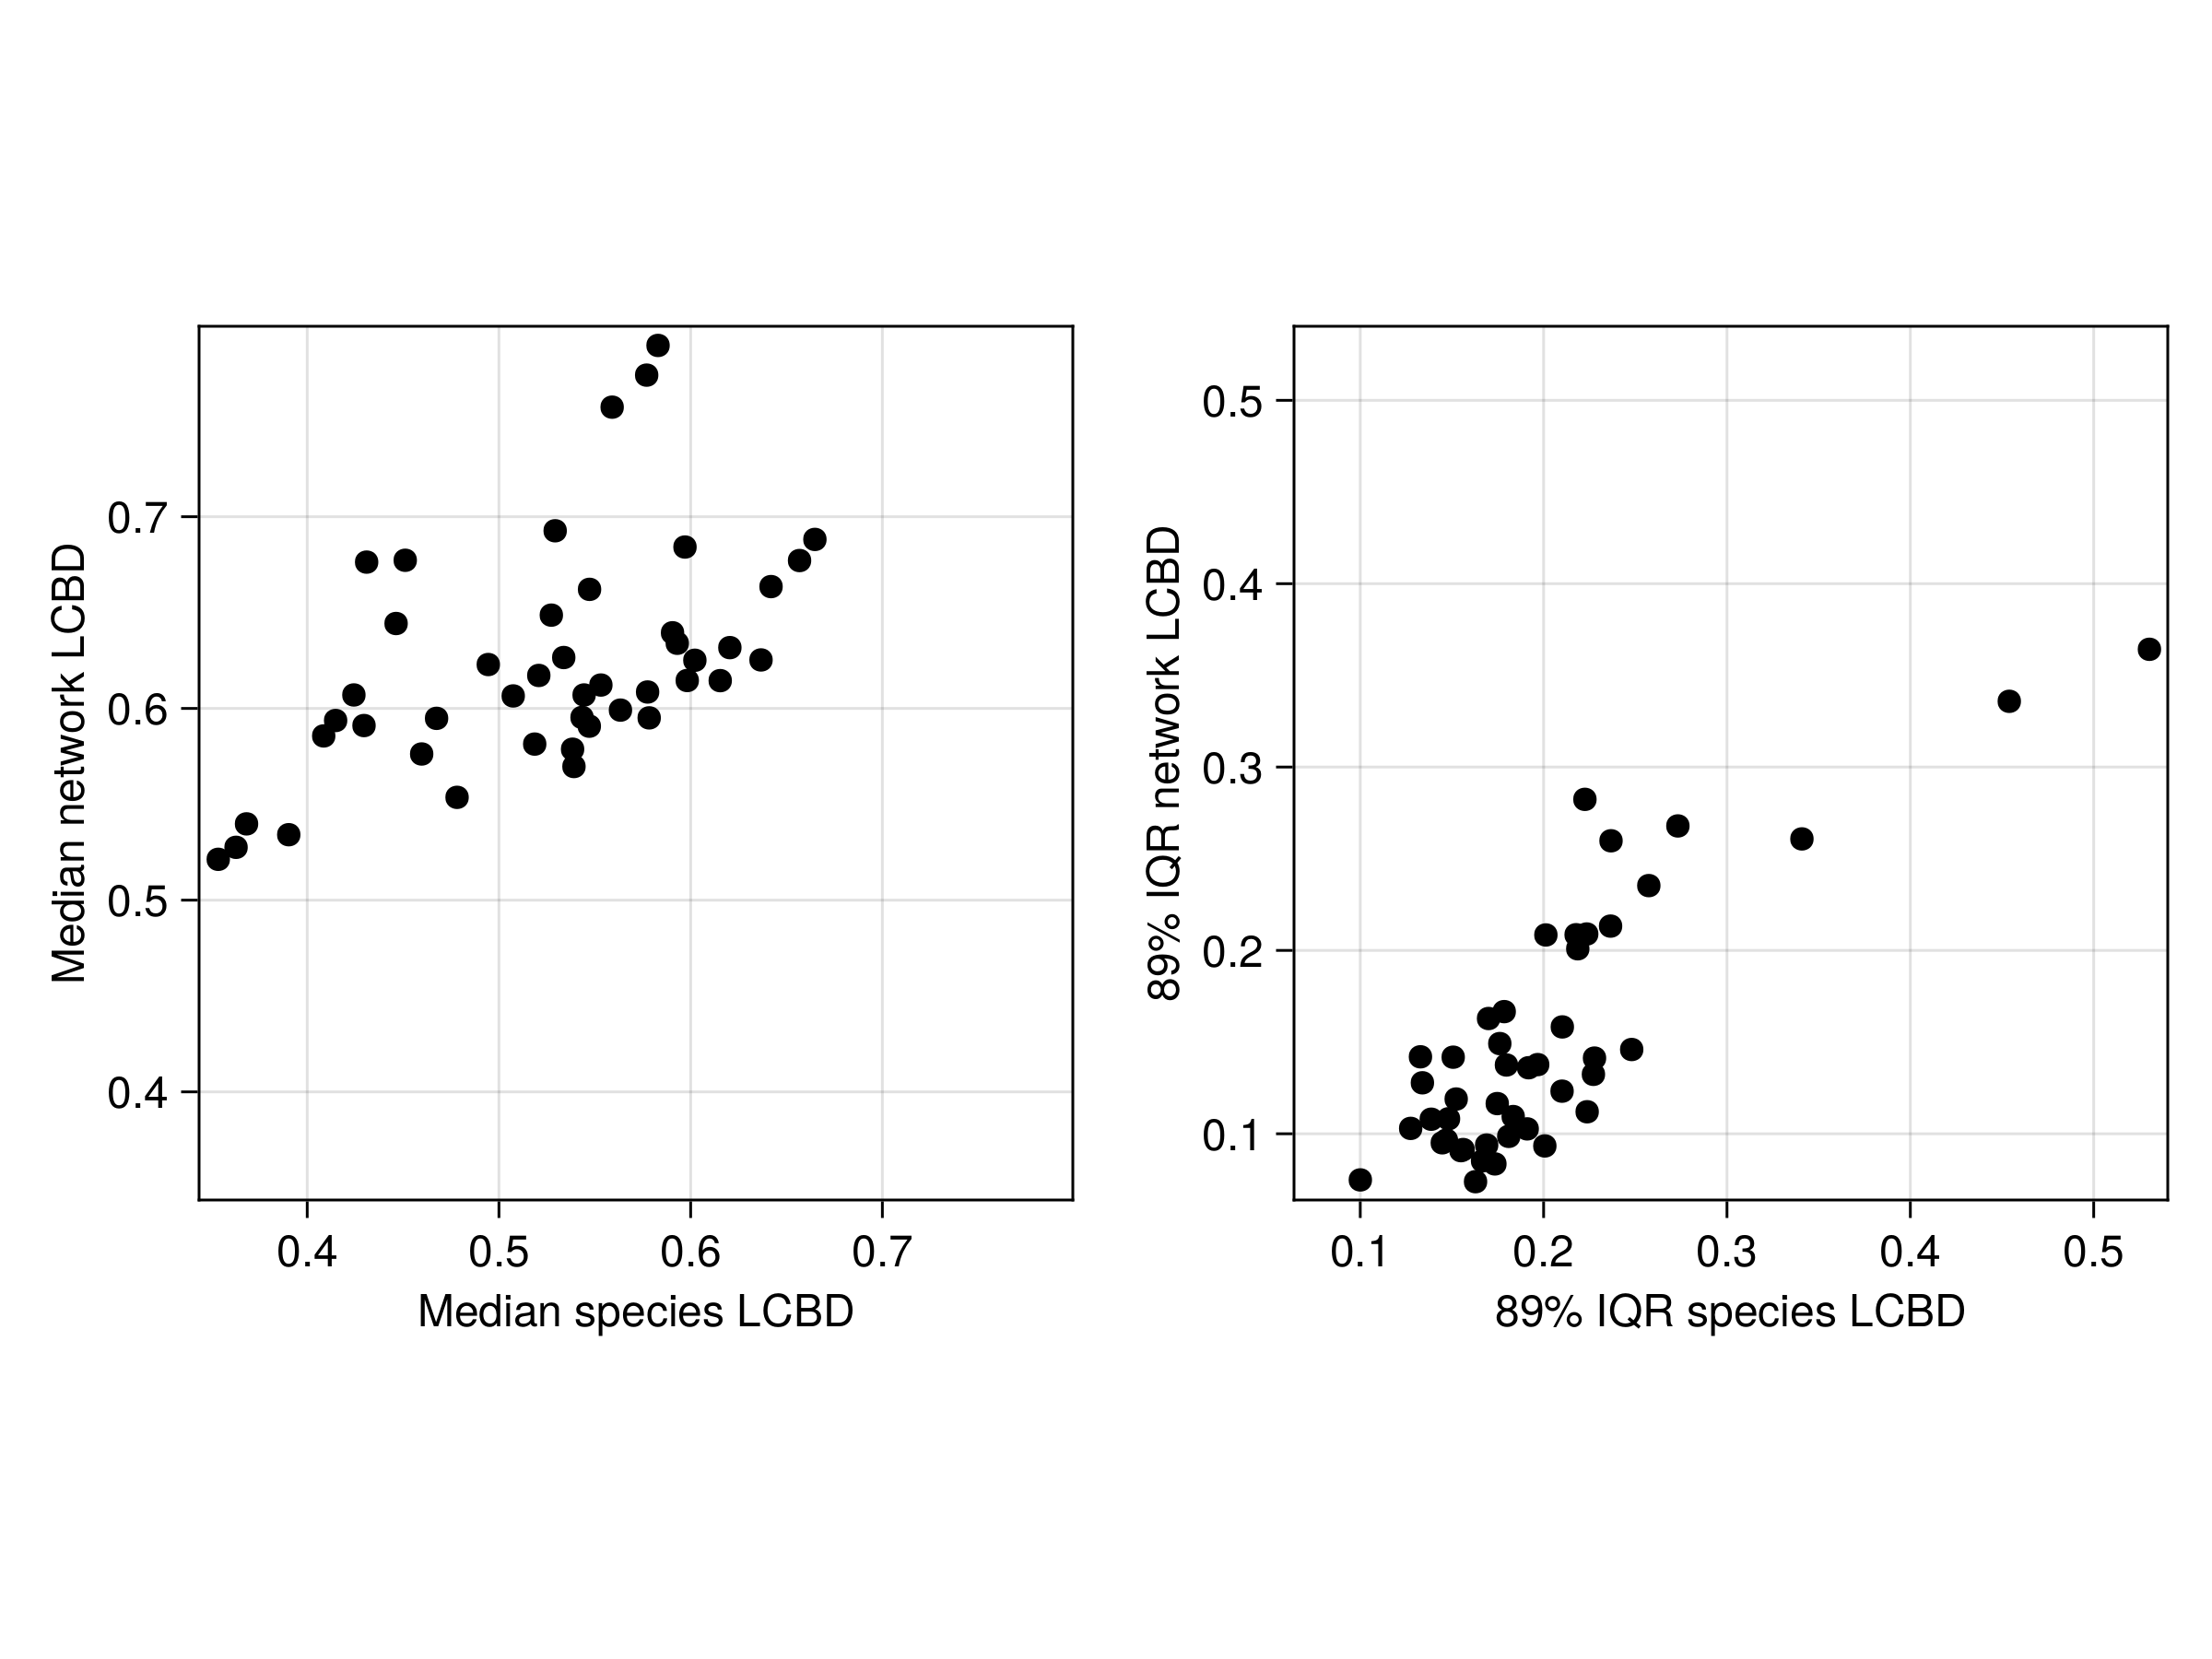 Median network LCBD
0.7
0.6
0.5
0.4
0.4 0.5 0.6 0.7
Median species LCBD
89% IQR network LCBD
0.5
0.4
0.3
0.2
0.1
0.1 0.2 0.3 0.4 0.5
89% IQR species LCBD